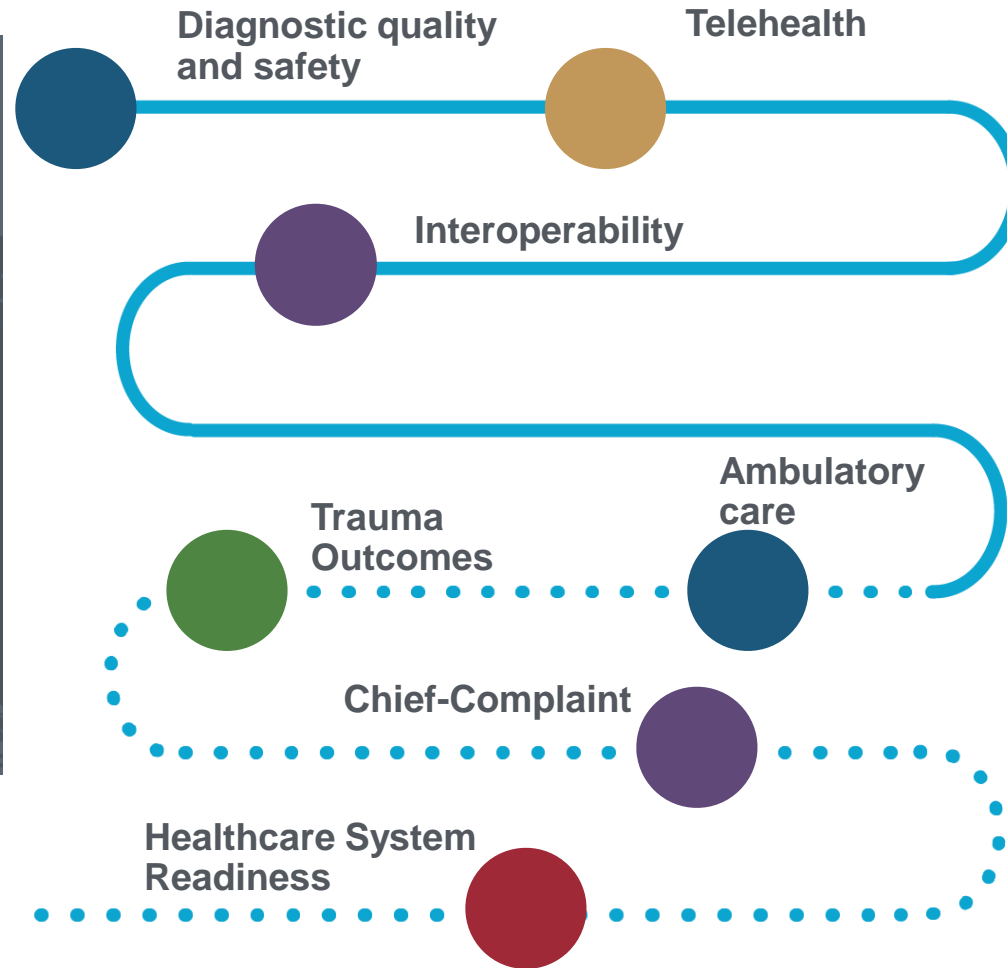 Diagnostic quality
and safety
Telehealth
Interoperability
Ambulatory
care
Trauma
Outcomes
Chief-Complaint
Healthcare System
Readiness